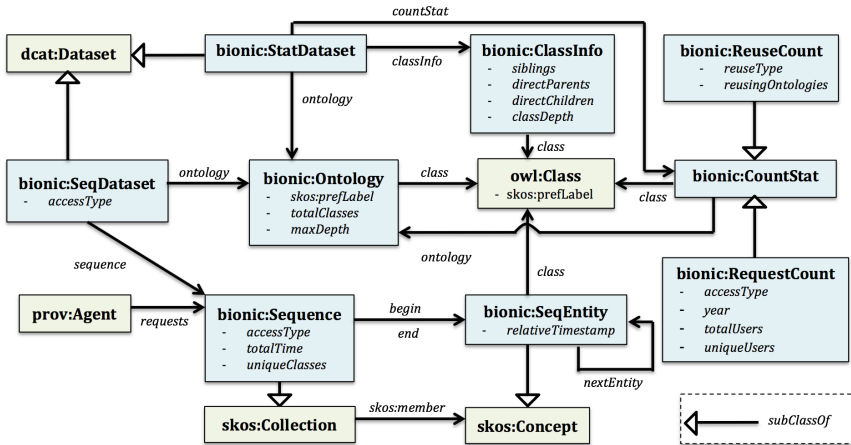 countStat
dcat:Dataset
bionic:StatDataset
classInfo
bionic:ClassInfo
- siblings
- directParents
- directChildren
- classDepth
bionic:ReuseCount
- reuseType
- reusingOntologies
ontology
class
bionic:SeqDataset
- accessType
ontology
bionic:Ontology
- skos:prefLabel
- totalClasses
- maxDepth
class
owl:Class
- skos:prefLabel
class
bionic:CountStat
ontology
sequence
class
bionic:RequestCount
- accessType
- year
- totalUsers
- uniqueUsers
prov:Agent
requests
bionic:Sequence
- accessType
- totalTime
- uniqueClasses
begin
end
bionic:SeqEntity
- relativeTimestamp
nextEntity
skos:Collection
skos:member
skos:Concept
subClassOf